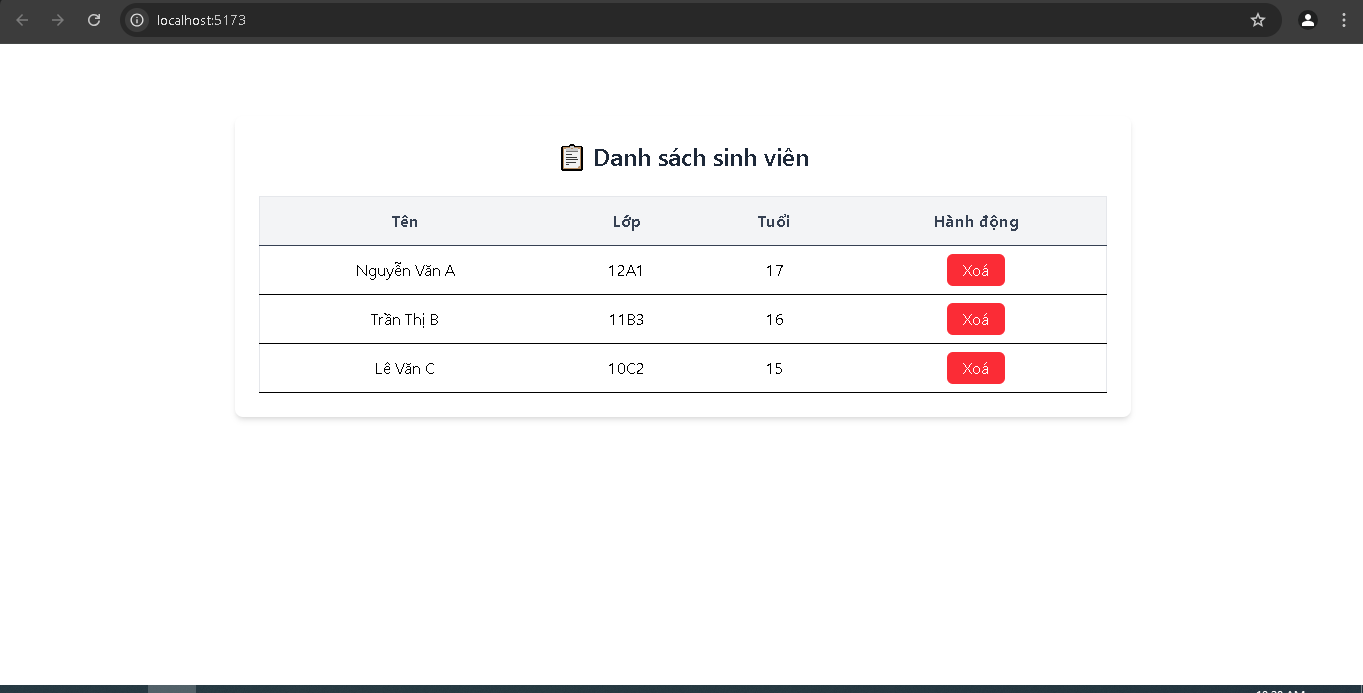 localhost:5173
Danh sách sinh viên
Tên Lớp Tuổi Hành động
Nguyễn Văn A 12A1 17 Xoá
Trần Thị B 11B3 16 Xoá
Lê Văn C 10C2 15 Xoá